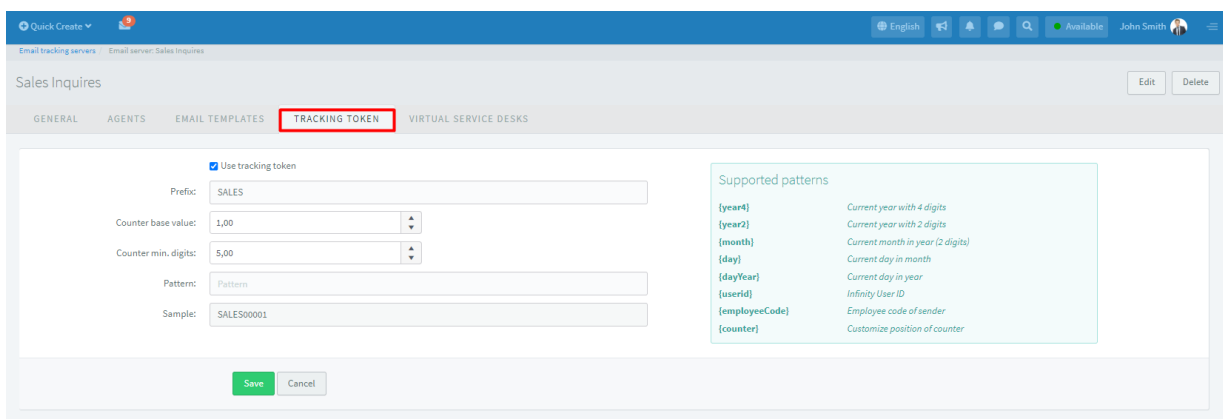 Quick Create 9 English Available John Smith
Email tracking servers / Email server: Sales Inquires
Sales Inquires Edit Delete
GENERAL AGENTS EMAIL TEMPLATES TRACKING TOKEN VIRTUAL SERVICE DESKS
Use tracking token
Prefix: SALES
Counter base value: 1,00
Counter min. digits: 5,00
Pattern: Pattern
Sample: SALES00001
Supported patterns
{year4} Current year with 4 digits
{year2} Current year with 2 digits
{month} Current month in year (2 digits)
{day} Current day in month
{dayYear} Current day in year
{userid} Infinity User ID
{employeeCode} Employee code of sender
{counter} Customize position of counter
Save Cancel